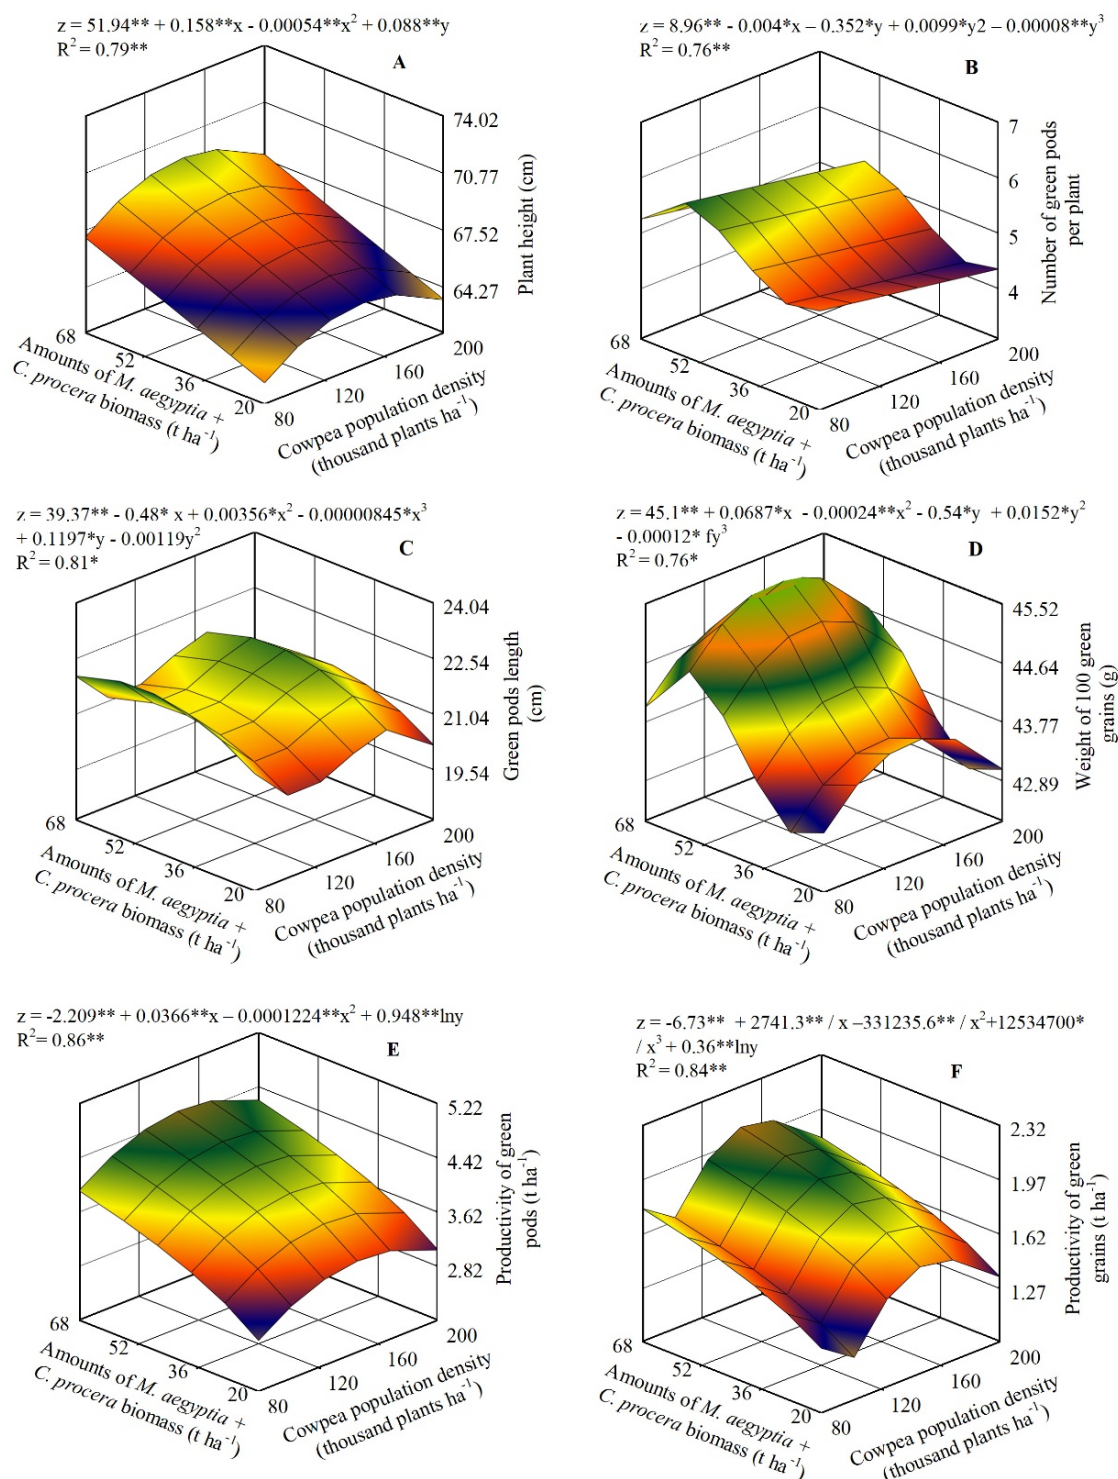 z = 51.94** + 0.158**x - 0.00054**x² + 0.088**y
R² = 0.79**
A
74.02
70.77
67.52
64.27
Plant height (cm)
68
52
36
20
80
120
160
200
Amounts of M. aegyptia +
C. procera biomass (t ha⁻¹)
Cowpea population density
(thousand plants ha⁻¹)
z = 8.96** - 0.004*x – 0.352*y + 0.0099*y2 – 0.00008**y³
R² = 0.76**
B
7
6
5
4
Number of green pods
per plant
68
52
36
20
80
120
160
200
Amounts of M. aegyptia +
C. procera biomass (t ha⁻¹)
Cowpea population density
(thousand plants ha⁻¹)
z = 39.37** - 0.48* x + 0.00356*x² - 0.00000845*x³
+ 0.1197*y - 0.00119y²
R² = 0.81*
C
24.04
22.54
21.04
19.54
Green pods length
(cm)
68
52
36
20
80
120
160
200
Amounts of M. aegyptia +
C. procera biomass (t ha⁻¹)
Cowpea population density
(thousand plants ha⁻¹)
z = 45.1** + 0.0687*x - 0.00024**x² - 0.54*y + 0.0152*y²
- 0.00012* fy³
R² = 0.76*
D
45.52
44.64
43.77
42.89
Weight of 100 green
grains (g)
68
52
36
20
80
120
160
200
Amounts of M. aegyptia +
C. procera biomass (t ha⁻¹)
Cowpea population density
(thousand plants ha⁻¹)
z = -2.209** + 0.0366**x – 0.0001224**x² + 0.948**lny
R²= 0.86**
E
5.22
4.42
3.62
2.82
Productivity of green
pods (t ha⁻¹)
68
52
36
20
80
120
160
200
Amounts of M. aegyptia +
C. procera biomass (t ha⁻¹)
Cowpea population density
(thousand plants ha⁻¹)
z = -6.73** + 2741.3** / x –331235.6** / x²+12534700*
/ x³ + 0.36**lny
R² = 0.84**
F
2.32
1.97
1.62
1.27
Productivity of green
grains (t ha⁻¹)
68
52
36
20
80
120
160
200
Amounts of M. aegyptia +
C. procera biomass (t ha⁻¹)
Cowpea population density
(thousand plants ha⁻¹)